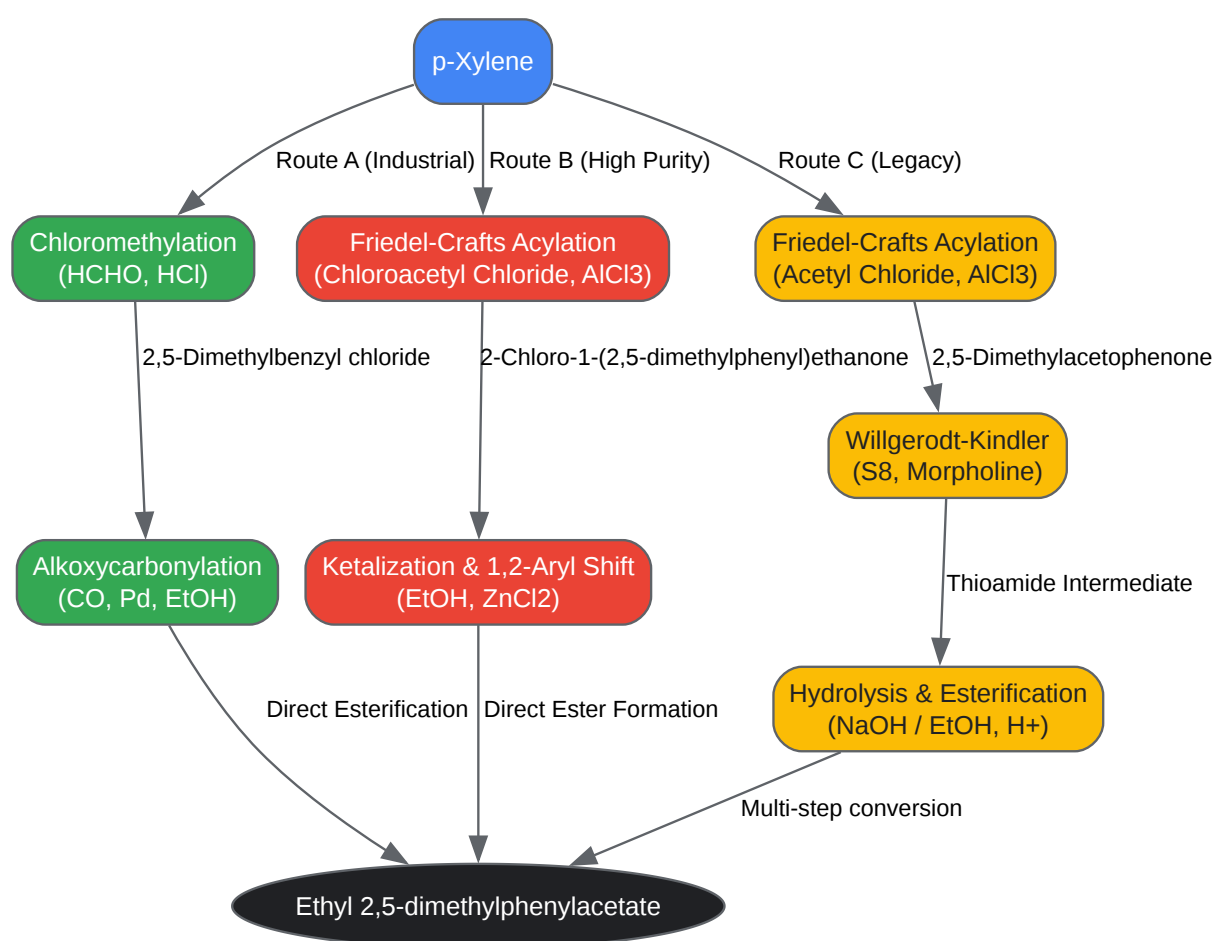 p-Xylene
Route A (Industrial)
Route B (High Purity)
Route C (Legacy)
Chloromethylation
(HCHO, HCl)
Friedel-Crafts Acylation
(Chloroacetyl Chloride, AlCl3)
Friedel-Crafts Acylation
(Acetyl Chloride, AlCl3)
2,5-Dimethylbenzyl chloride
2-Chloro-1-(2,5-dimethylphenyl)ethanone
2,5-Dimethylacetophenone
Willgerodt-Kindler
(S8, Morpholine)
Alkoxycarbonylation
(CO, Pd, EtOH)
Ketalization & 1,2-Aryl Shift
(EtOH, ZnCl2)
Thioamide Intermediate
Direct Esterification
Direct Ester Formation
Hydrolysis & Esterification
(NaOH / EtOH, H+)
Multi-step conversion
Ethyl 2,5-dimethylphenylacetate